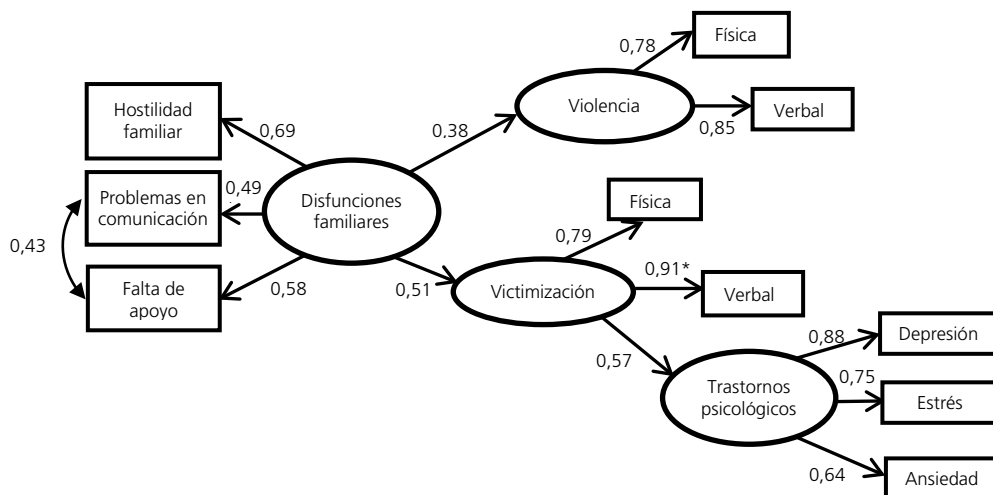 Física
0,78
Violencia
Verbal
0,85
Hostilidad
familiar
0,69
0,38
Problemas en
comunicación
0,49
Disfunciones
familiares
Física
0,79
0,43
Falta de
apoyo
0,58
0,51
Victimización
0,91*
Verbal
0,57
0,88
Depresión
Trastornos
psicológicos
0,75
Estrés
0,64
Ansiedad